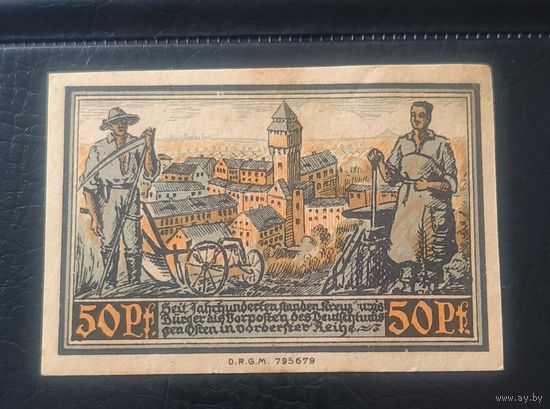 50 Pf.
Seit Jahrhunderten standen Kreuz und
Bürger als Vorposten des Deutschtums
gen Osten in vorderster Reihe.
50 Pf.
D.R.G.M. 795679
www.ay.by